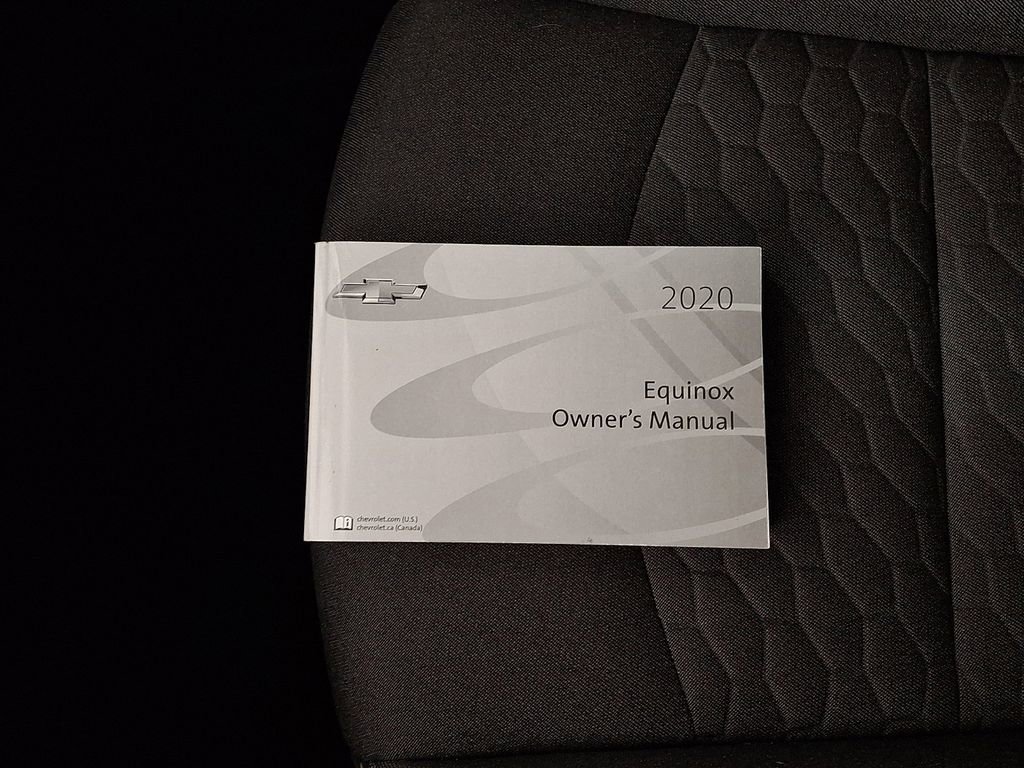 2020
Equinox
Owner's Manual
chevrolet.com (U.S.)
chevrolet.ca (Canada)